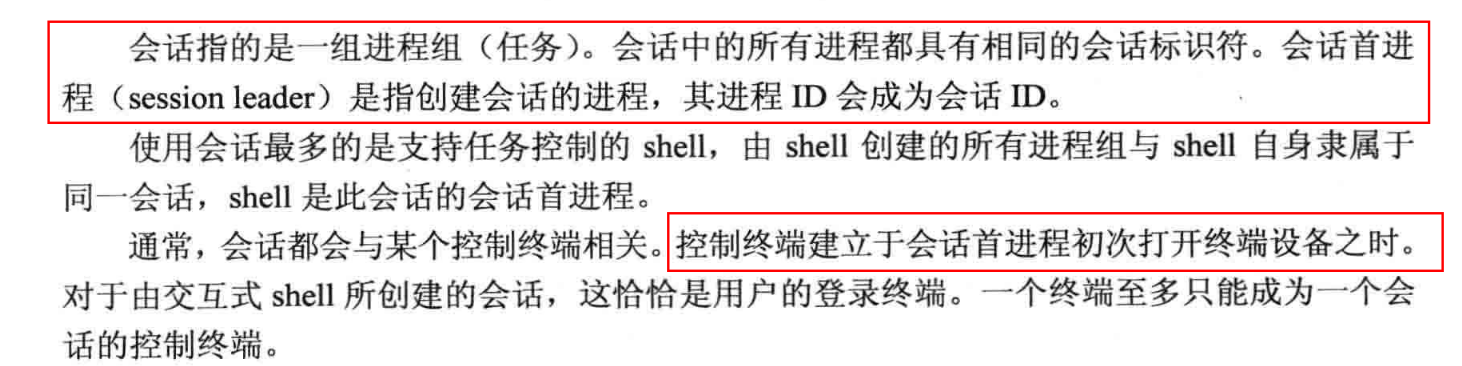 会话指的是一组进程组（任务）。会话中的所有进程都具有相同的会话标识符。会话首进
程（session leader）是指创建会话的进程，其进程 ID 会成为会话 ID。
使用会话最多的是支持任务控制的 shell，由 shell 创建的所有进程组与 shell 自身隶属于
同一会话，shell 是此会话的会话首进程。
通常，会话都会与某个控制终端相关。控制终端建立于会话首进程初次打开终端设备之时。
对于由交互式 shell 所创建的会话，这恰恰是用户的登录终端。一个终端至多只能成为一个会
话的控制终端。